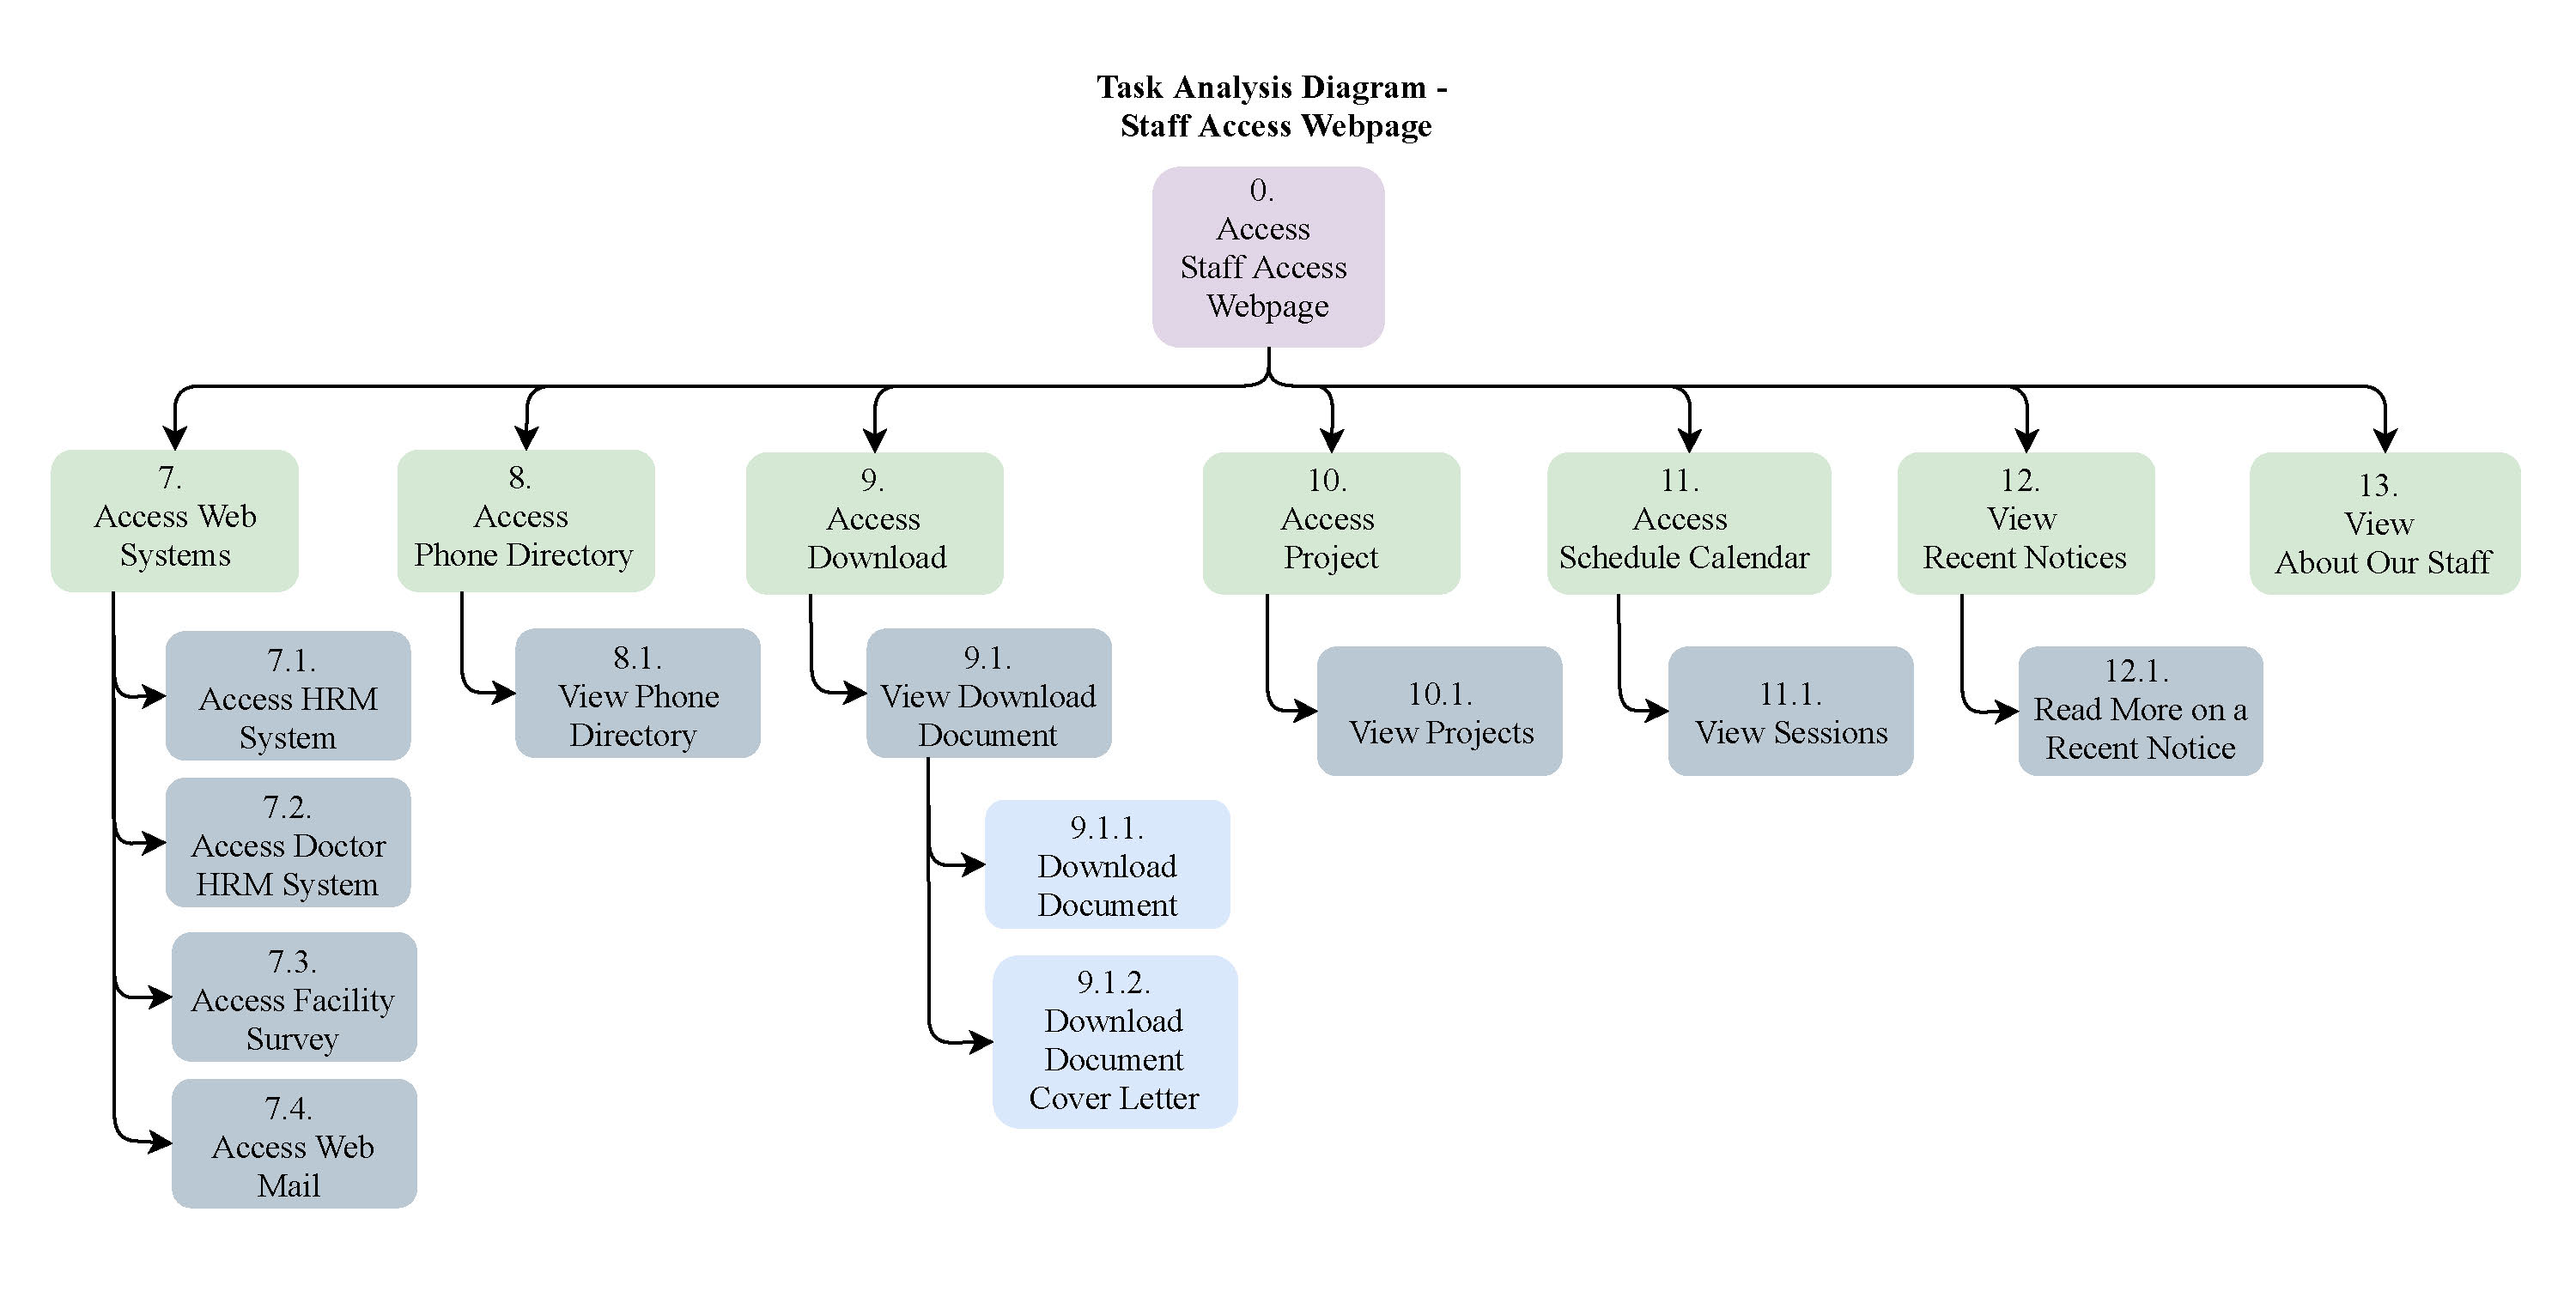 Task Analysis Diagram -
Staff Access Webpage
0.
Access
Staff Access
Webpage
7.
Access Web
Systems
8.
Access
Phone Directory
9.
Access
Download
10.
Access
Project
11.
Access
Schedule Calendar
12.
View
Recent Notices
13.
View
About Our Staff
7.1.
Access HRM
System
7.2.
Access Doctor
HRM System
7.3.
Access Facility
Survey
7.4.
Access Web
Mail
8.1.
View Phone
Directory
9.1.
View Download
Document
9.1.1.
Download
Document
9.1.2.
Download
Document
Cover Letter
10.1.
View Projects
11.1.
View Sessions
12.1.
Read More on a
Recent Notice